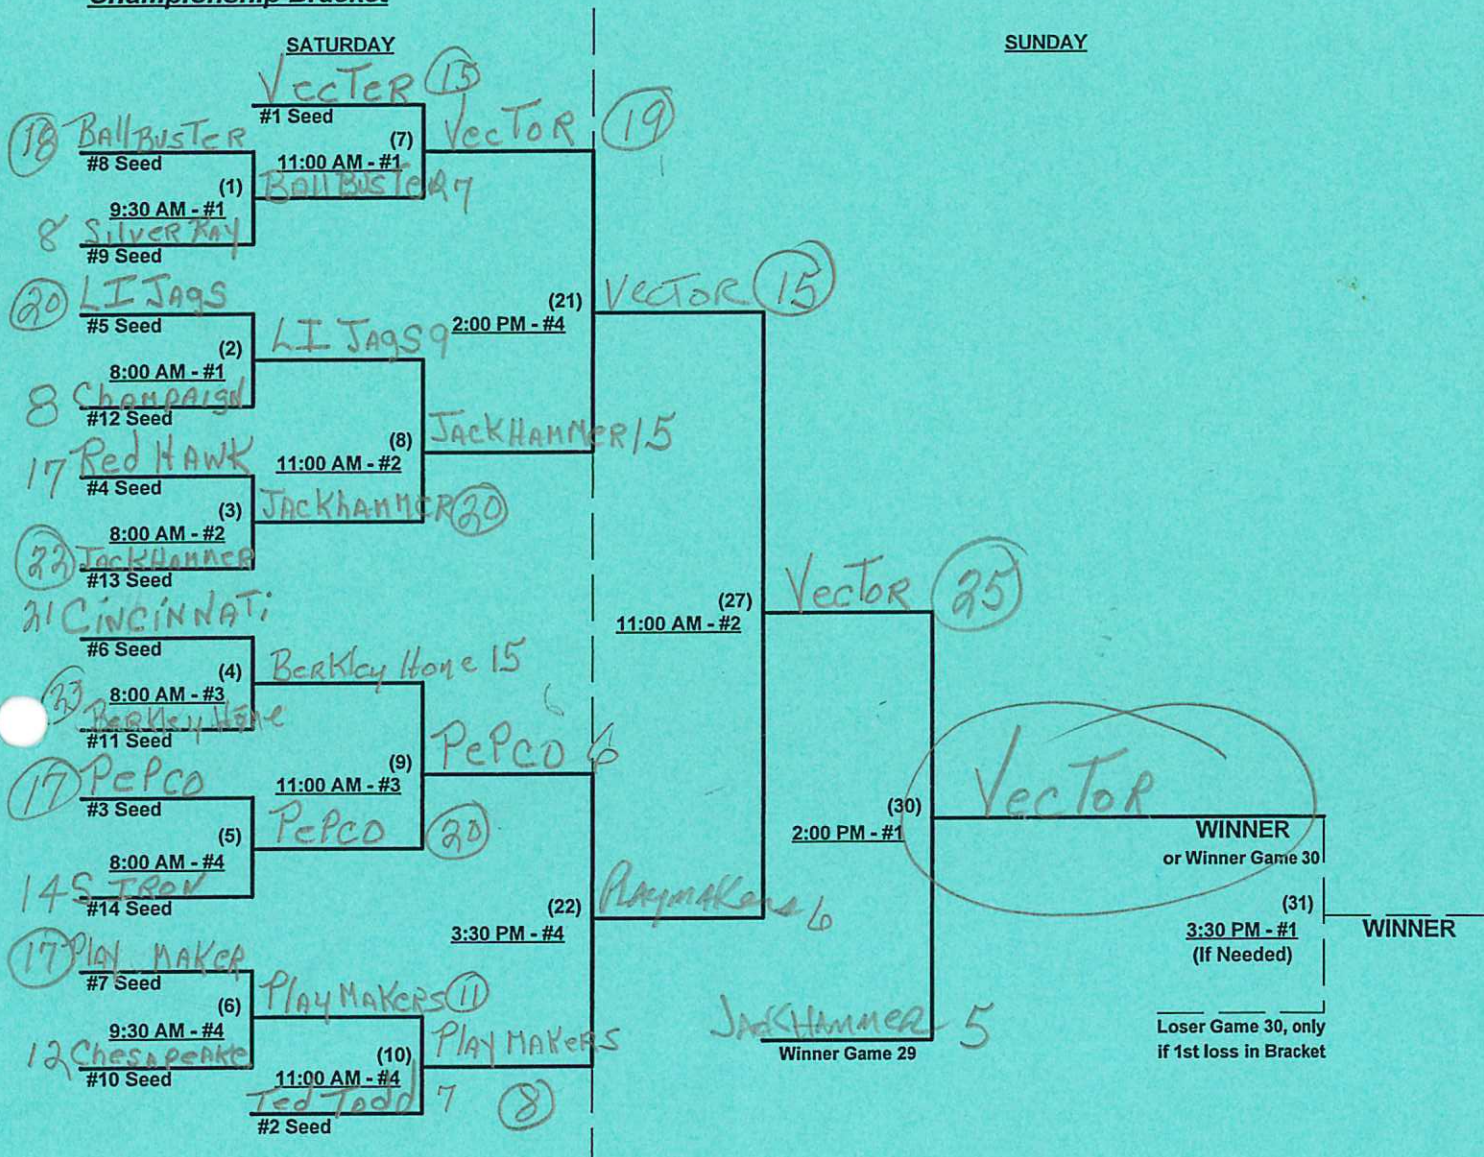 Championship Bracket
SATURDAY
SUNDAY
VecTeR 15
#1 Seed
18 BallBusTeR
#8 Seed
(7)
11:00 AM - #1
VecToR 19
(1)
9:30 AM - #1
BallBusTeR 7
8 SilveR RAy
#9 Seed
20 LI JAgs
#5 Seed
(21)
2:00 PM - #4
VecToR 15
(2)
8:00 AM - #1
LI JAgs 9
8 ChAMPAIgN
#12 Seed
17 Red HAWK
#4 Seed
(8)
11:00 AM - #2
JAcKHAMMeR 15
(3)
8:00 AM - #2
JAcKhAMMeR 20
22 JAcKHAMMeR
#13 Seed
21 CiNCiNNATi
#6 Seed
(27)
11:00 AM - #2
VecToR 25
(4)
8:00 AM - #3
BeRKley Hone 15
23 BeRKley Hone
#11 Seed
17 PePCO
#3 Seed
(9)
11:00 AM - #3
PePCO 6
(5)
8:00 AM - #4
PePCO 20
14 S IRON
#14 Seed
(30)
2:00 PM - #1
VecToR
WINNER
or Winner Game 30
(22)
3:30 PM - #4
PlAymAKeRs 6
(31)
3:30 PM - #1
(If Needed)
WINNER
17 PlAy MAKeR
#7 Seed
(6)
9:30 AM - #4
PlAy MAKeRs 11
12 ChesApeAKe
#10 Seed
(10)
11:00 AM - #4
PlAy MAKeRs
8
Ted Todd 7
#2 Seed
JAcKHAMMeR 5
Winner Game 29
Loser Game 30, only
if 1st loss in Bracket